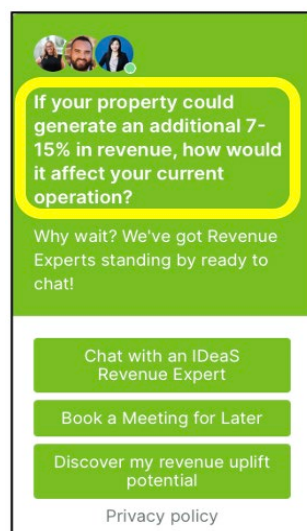 If your property could
generate an additional 7-
15% in revenue, how would
it affect your current
operation?
Why wait? We've got Revenue
Experts standing by ready to
chat!
Chat with an IDeaS
Revenue Expert
Book a Meeting for Later
Discover my revenue uplift
potential
Privacy policy